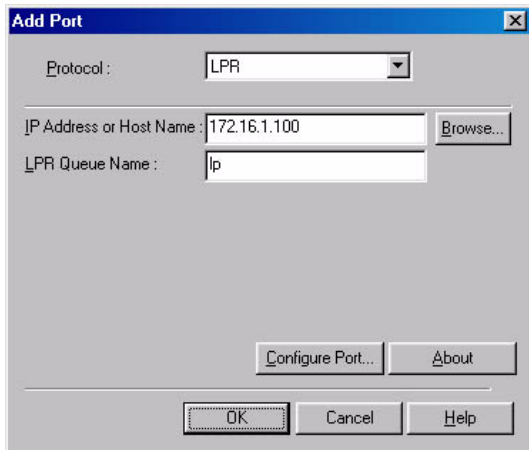 Add Port
Protocol : LPR
IP Address or Host Name : 172.16.1.100 Browse...
LPR Queue Name : lp
Configure Port... About
OK Cancel Help